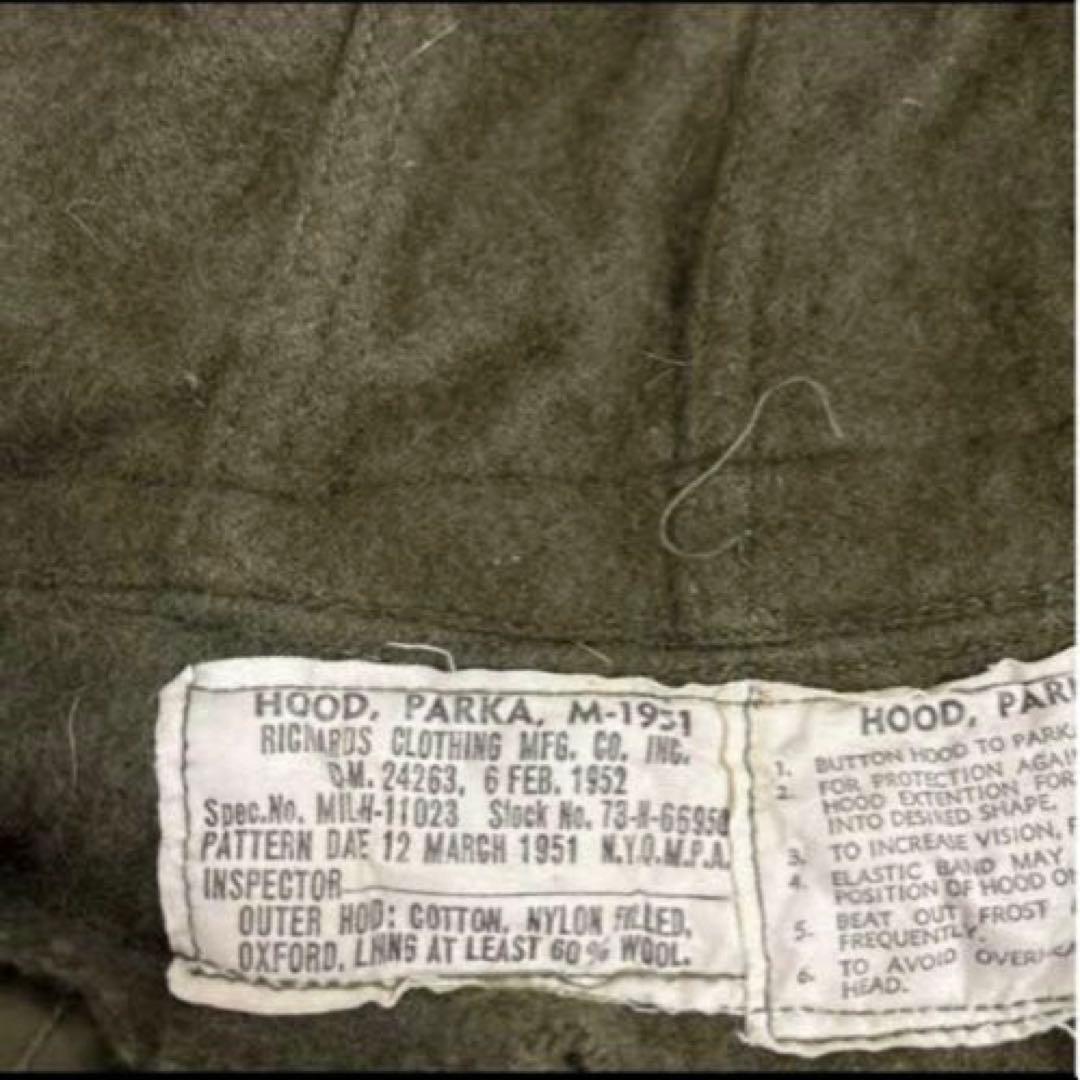 HOOD, PARKA, M-1951
RICHARDS CLOTHING MFG. CO. INC.
O.M. 24263, 6 FEB. 1952
Spec.No. MIL-H-11023 Stock No. 73-H-66950
PATTERN DAE 12 MARCH 1951 N.Y.Q.M.P.A.
INSPECTOR
OUTER HOD: COTTON, NYLON FILLED,
OXFORD, LNNG AT LEAST 60% WOOL.
HOOD, PAR
1. BUTTON HOOD TO PARK
2. FOR PROTECTION AGAI
HOOD EXTENTION FOR
INTO DESIRED SHAPE.
3. TO INCREASE VISION, F
4. ELASTIC BAND MAY
POSITION OF HOOD ON
5. BEAT OUT FROST
FREQUENTLY
6. TO AVOID OVERHEA
HEAD.